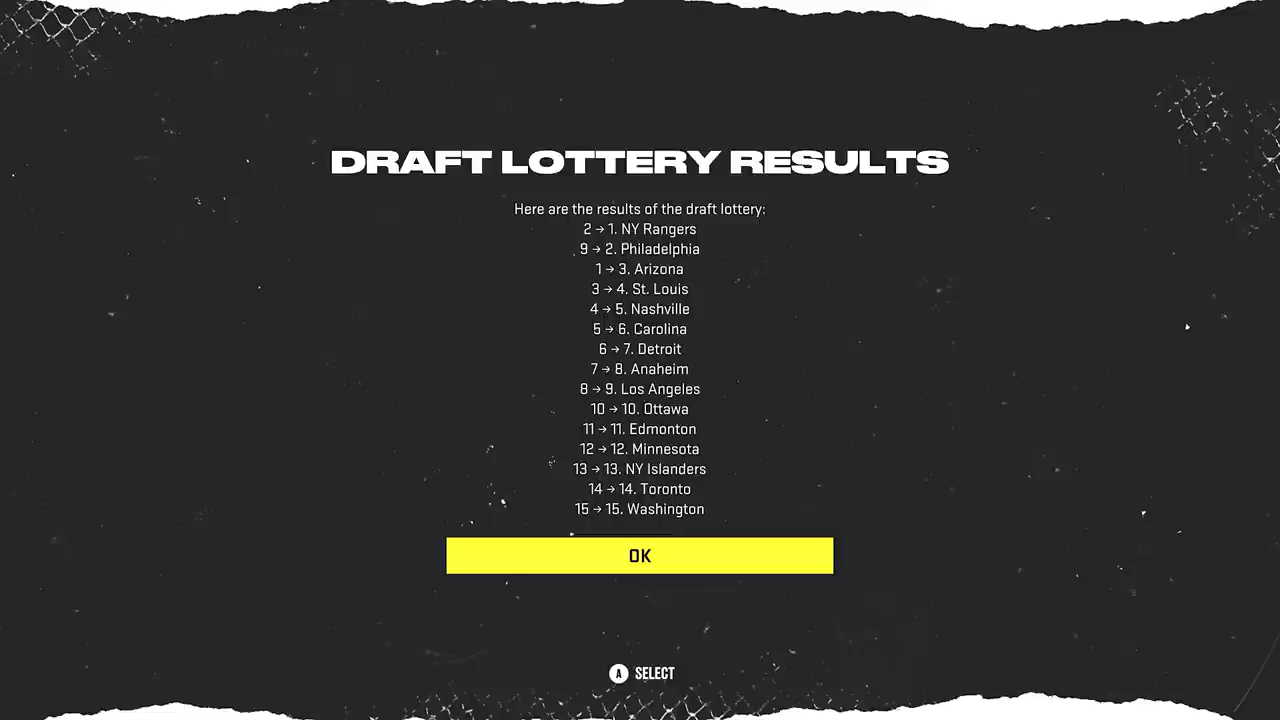 DRAFT LOTTERY RESULTS
Here are the results of the draft lottery:
2 → 1. NY Rangers
9 → 2. Philadelphia
1 → 3. Arizona
3 → 4. St. Louis
4 → 5. Nashville
5 → 6. Carolina
6 → 7. Detroit
7 → 8. Anaheim
8 → 9. Los Angeles
10 → 10. Ottawa
11 → 11. Edmonton
12 → 12. Minnesota
13 → 13. NY Islanders
14 → 14. Toronto
15 → 15. Washington
OK
A SELECT